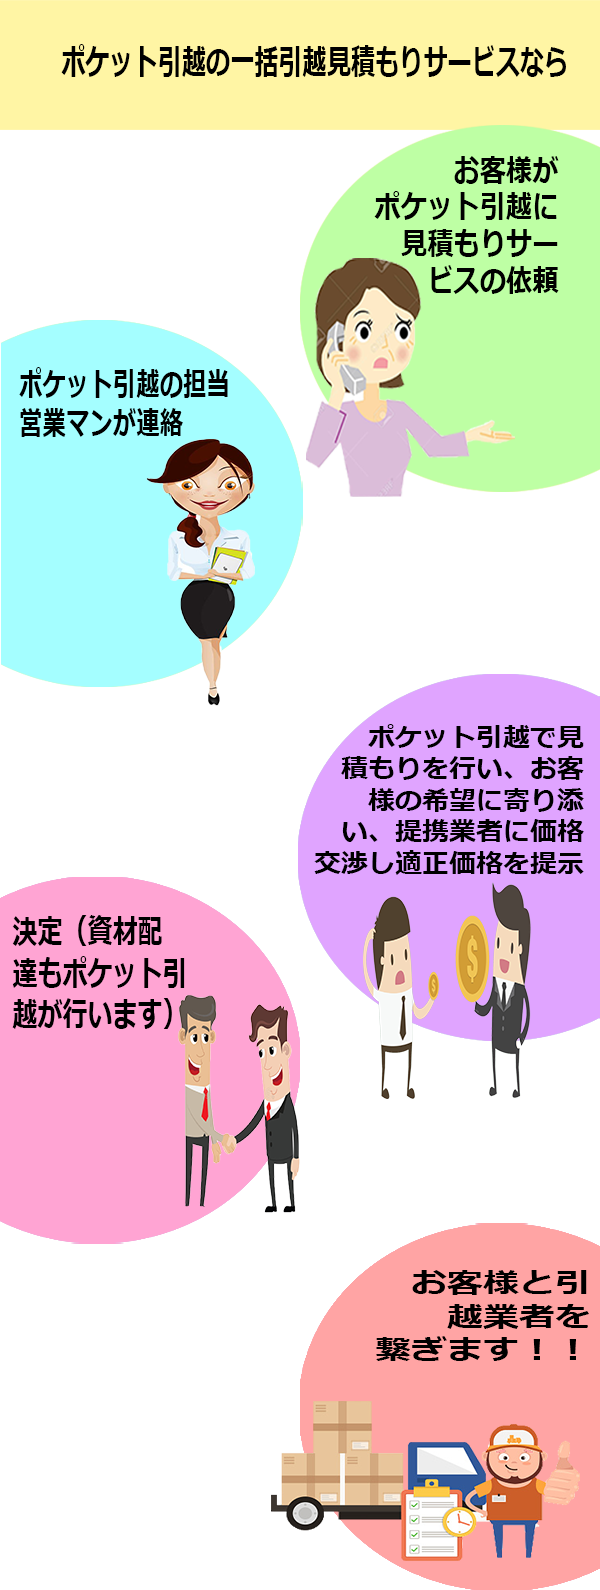 ポケット引越の一括引越見積もりサービスなら
お客様が
ポケット引越に
見積もりサー
ビスの依頼
ポケット引越の担当
営業マンが連絡
ポケット引越で見
積もりを行い、お客
様の希望に寄り添
い、提携業者に価格
交渉し適正価格を提示
決定（資材配
達もポケット引
越が行います）
お客様と引
越業者を
繋ぎます！！